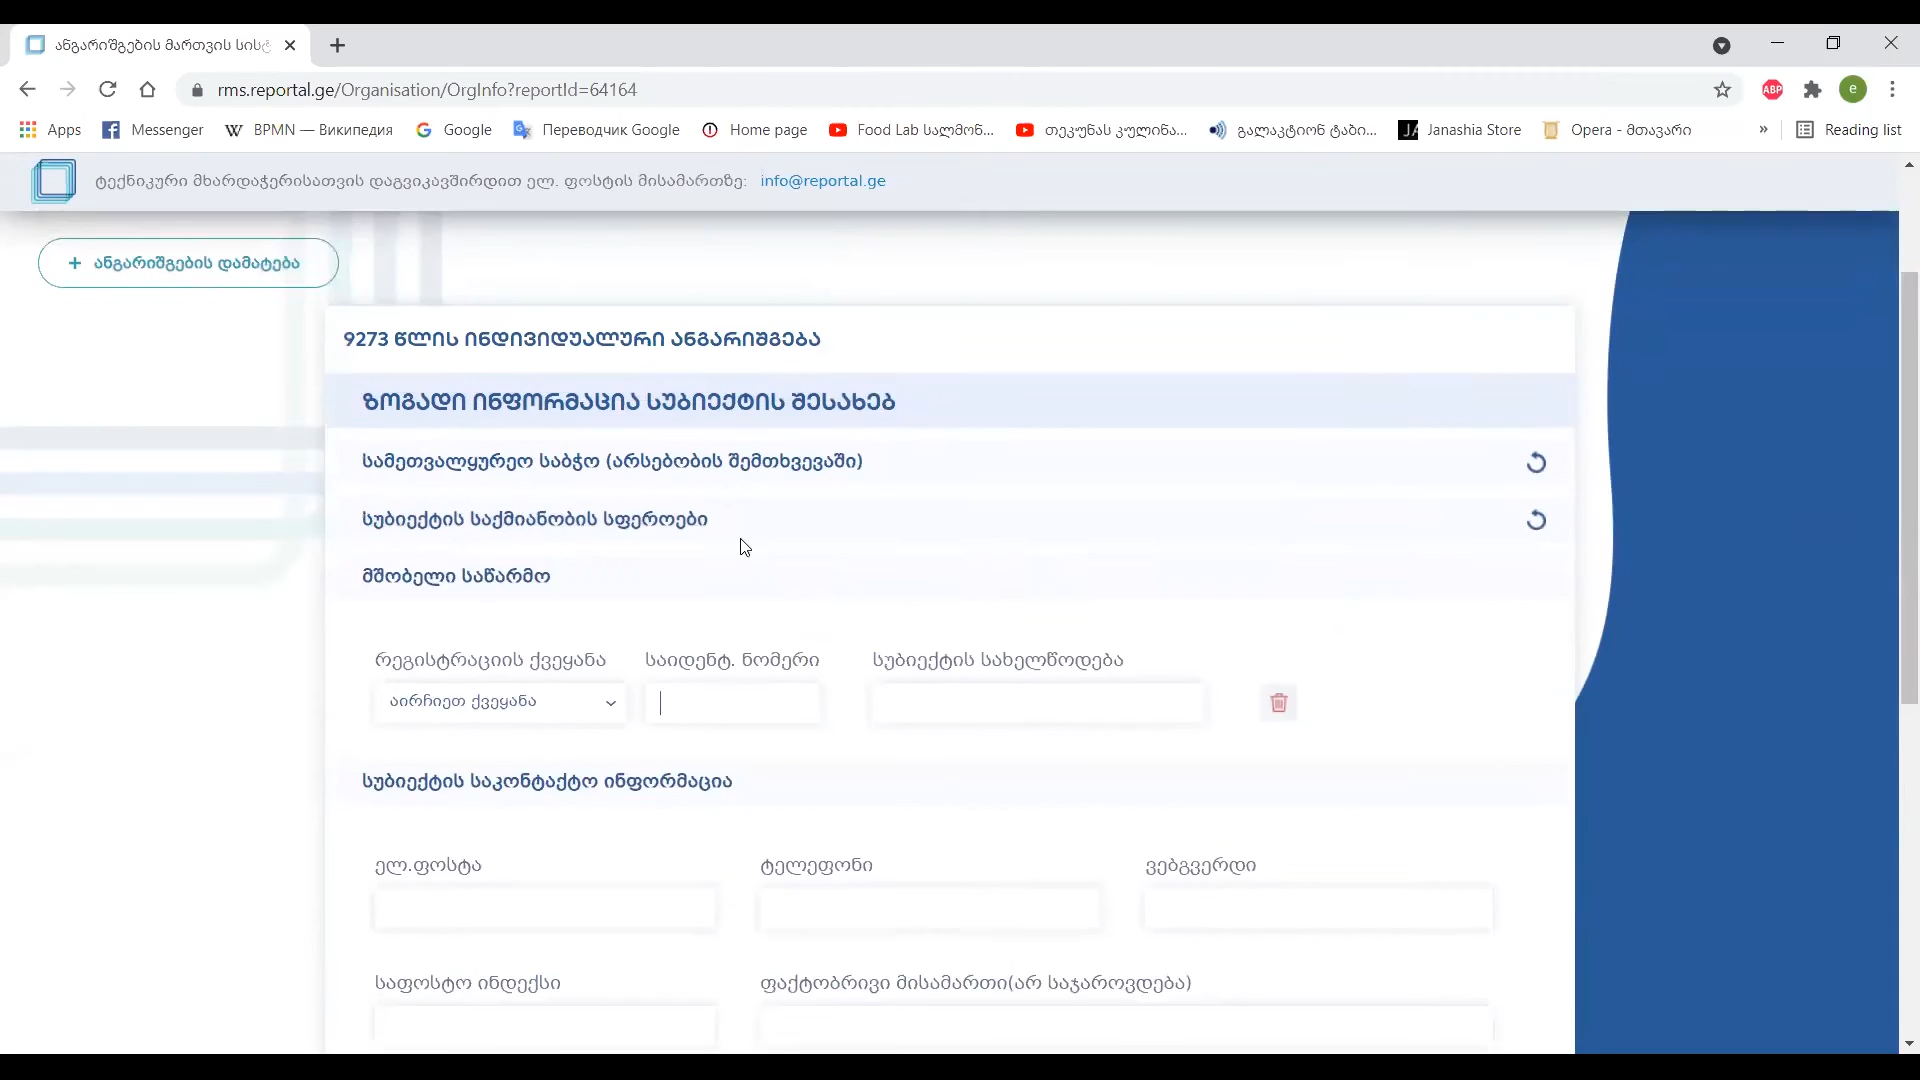 ანგარიშგების მართვის სისტ
rms.reportal.ge/Organisation/OrgInfo?reportId=64164
ABP
e
Apps
Messenger
W BPMN — Википедия
Google
Переводчик Google
Home page
Food Lab სალმონ...
თეკუნას კულინა...
გალაკტიონ ტაბი...
JA Janashia Store
Opera - მთავარი
»
Reading list
ტექნიკური მხარდაჭერისათვის დაგვიკავშირდით ელ. ფოსტის მისამართზე: info@reportal.ge
+ ანგარიშგების დამატება
9273 წლის ინდივიდუალური ანგარიშგება
ზოგადი ინფორმაცია სუბიექტის შესახებ
სამეთვალყურეო საბჭო (არსებობის შემთხვევაში)
სუბიექტის საქმიანობის სფეროები
მშობელი საწარმო
რეგისტრაციის ქვეყანა
საიდენტ. ნომერი
სუბიექტის სახელწოდება
აირჩიეთ ქვეყანა
სუბიექტის საკონტაქტო ინფორმაცია
ელ.ფოსტა
ტელეფონი
ვებგვერდი
საფოსტო ინდექსი
ფაქტობრივი მისამართი(არ საჯაროვდება)